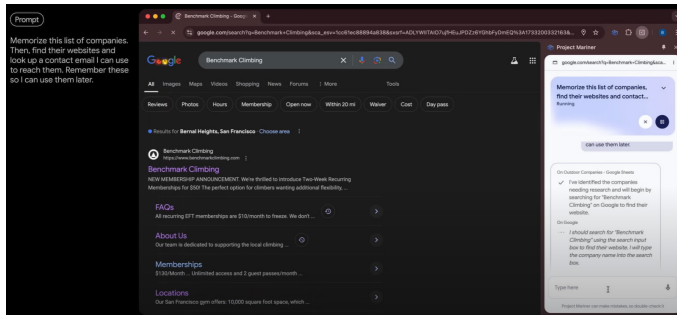 Prompt
Memorize this list of companies.
Then, find their websites and
look up a contact email I can use
to reach them. Remember these
so I can use them later.
Benchmark Climbing - Google
google.com/search?q=Benchmark+Climbing&sca_esv=1cc61ec88894a838&sxsrf=ADLYWIITAlO7ujfHEuJPDZz6YGhbFyDmEQ%3A17332003321638...
Google
Benchmark Climbing
All Images Maps Videos Shopping News Forums More Tools
Reviews Photos Hours Membership Open now Within 20 mi Waiver Cost Day pass
Results for Bernal Heights, San Francisco · Choose area
Benchmark Climbing
https://www.benchmarkclimbing.com
Benchmark Climbing
NEW MEMBERSHIP ANNOUNCEMENT. We're thrilled to introduce Two-Week Recurring
Memberships for $50! The perfect option for climbers wanting additional flexibility, ...
FAQs
All recurring EFT memberships are $10/month to freeze. We don't ...
About Us
Our team is dedicated to supporting the local climbing ...
Memberships
$130/Month ... Unlimited access and 2 guest passes/month ...
Locations
Our San Francisco gym offers: 10,000 square foot space, which ...
Project Mariner
google.com/search?q=Benchmark+Climbing&sca...
Memorize this list of companies,
find their websites and contact...
Running
can use them later.
On Outdoor Companies - Google Sheets
I've identified the companies
needing research and will begin by
searching for "Benchmark
Climbing" on Google to find their
website.
On Google
I should search for "Benchmark
Climbing" using the search input
box to find their website. I will type
the company name into the search
box.
Type here
Project Mariner can make mistakes, so double-check it